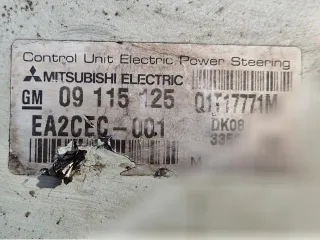 Control Unit Electric Power Steering
MITSUBISHI ELECTRIC
GM 09 115 125 Q1T17771M
EA2CEC-001 DK08